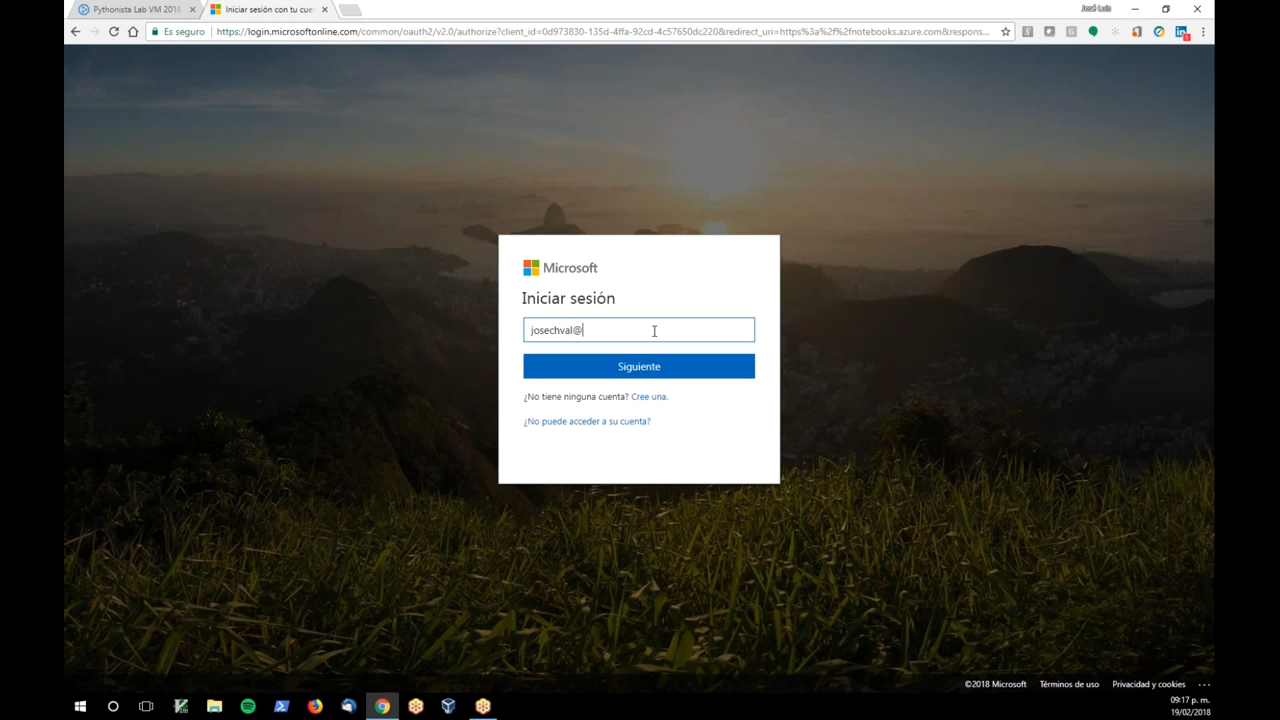 Pythonista Lab VM 2018
Iniciar sesión con tu cuen
José Luis
Es seguro
https://login.microsoftonline.com/common/oauth2/v2.0/authorize?client_id=0d973830-135d-4ffa-92cd-4c57650dc220&redirect_uri=https%3a%2f%2fnotebooks.azure.com&respons...
Microsoft
Iniciar sesión
josechval@
Siguiente
¿No tiene ninguna cuenta? Cree una.
¿No puede acceder a su cuenta?
©2018 Microsoft Términos de uso Privacidad y cookies ...
09:17 p. m.
19/02/2018